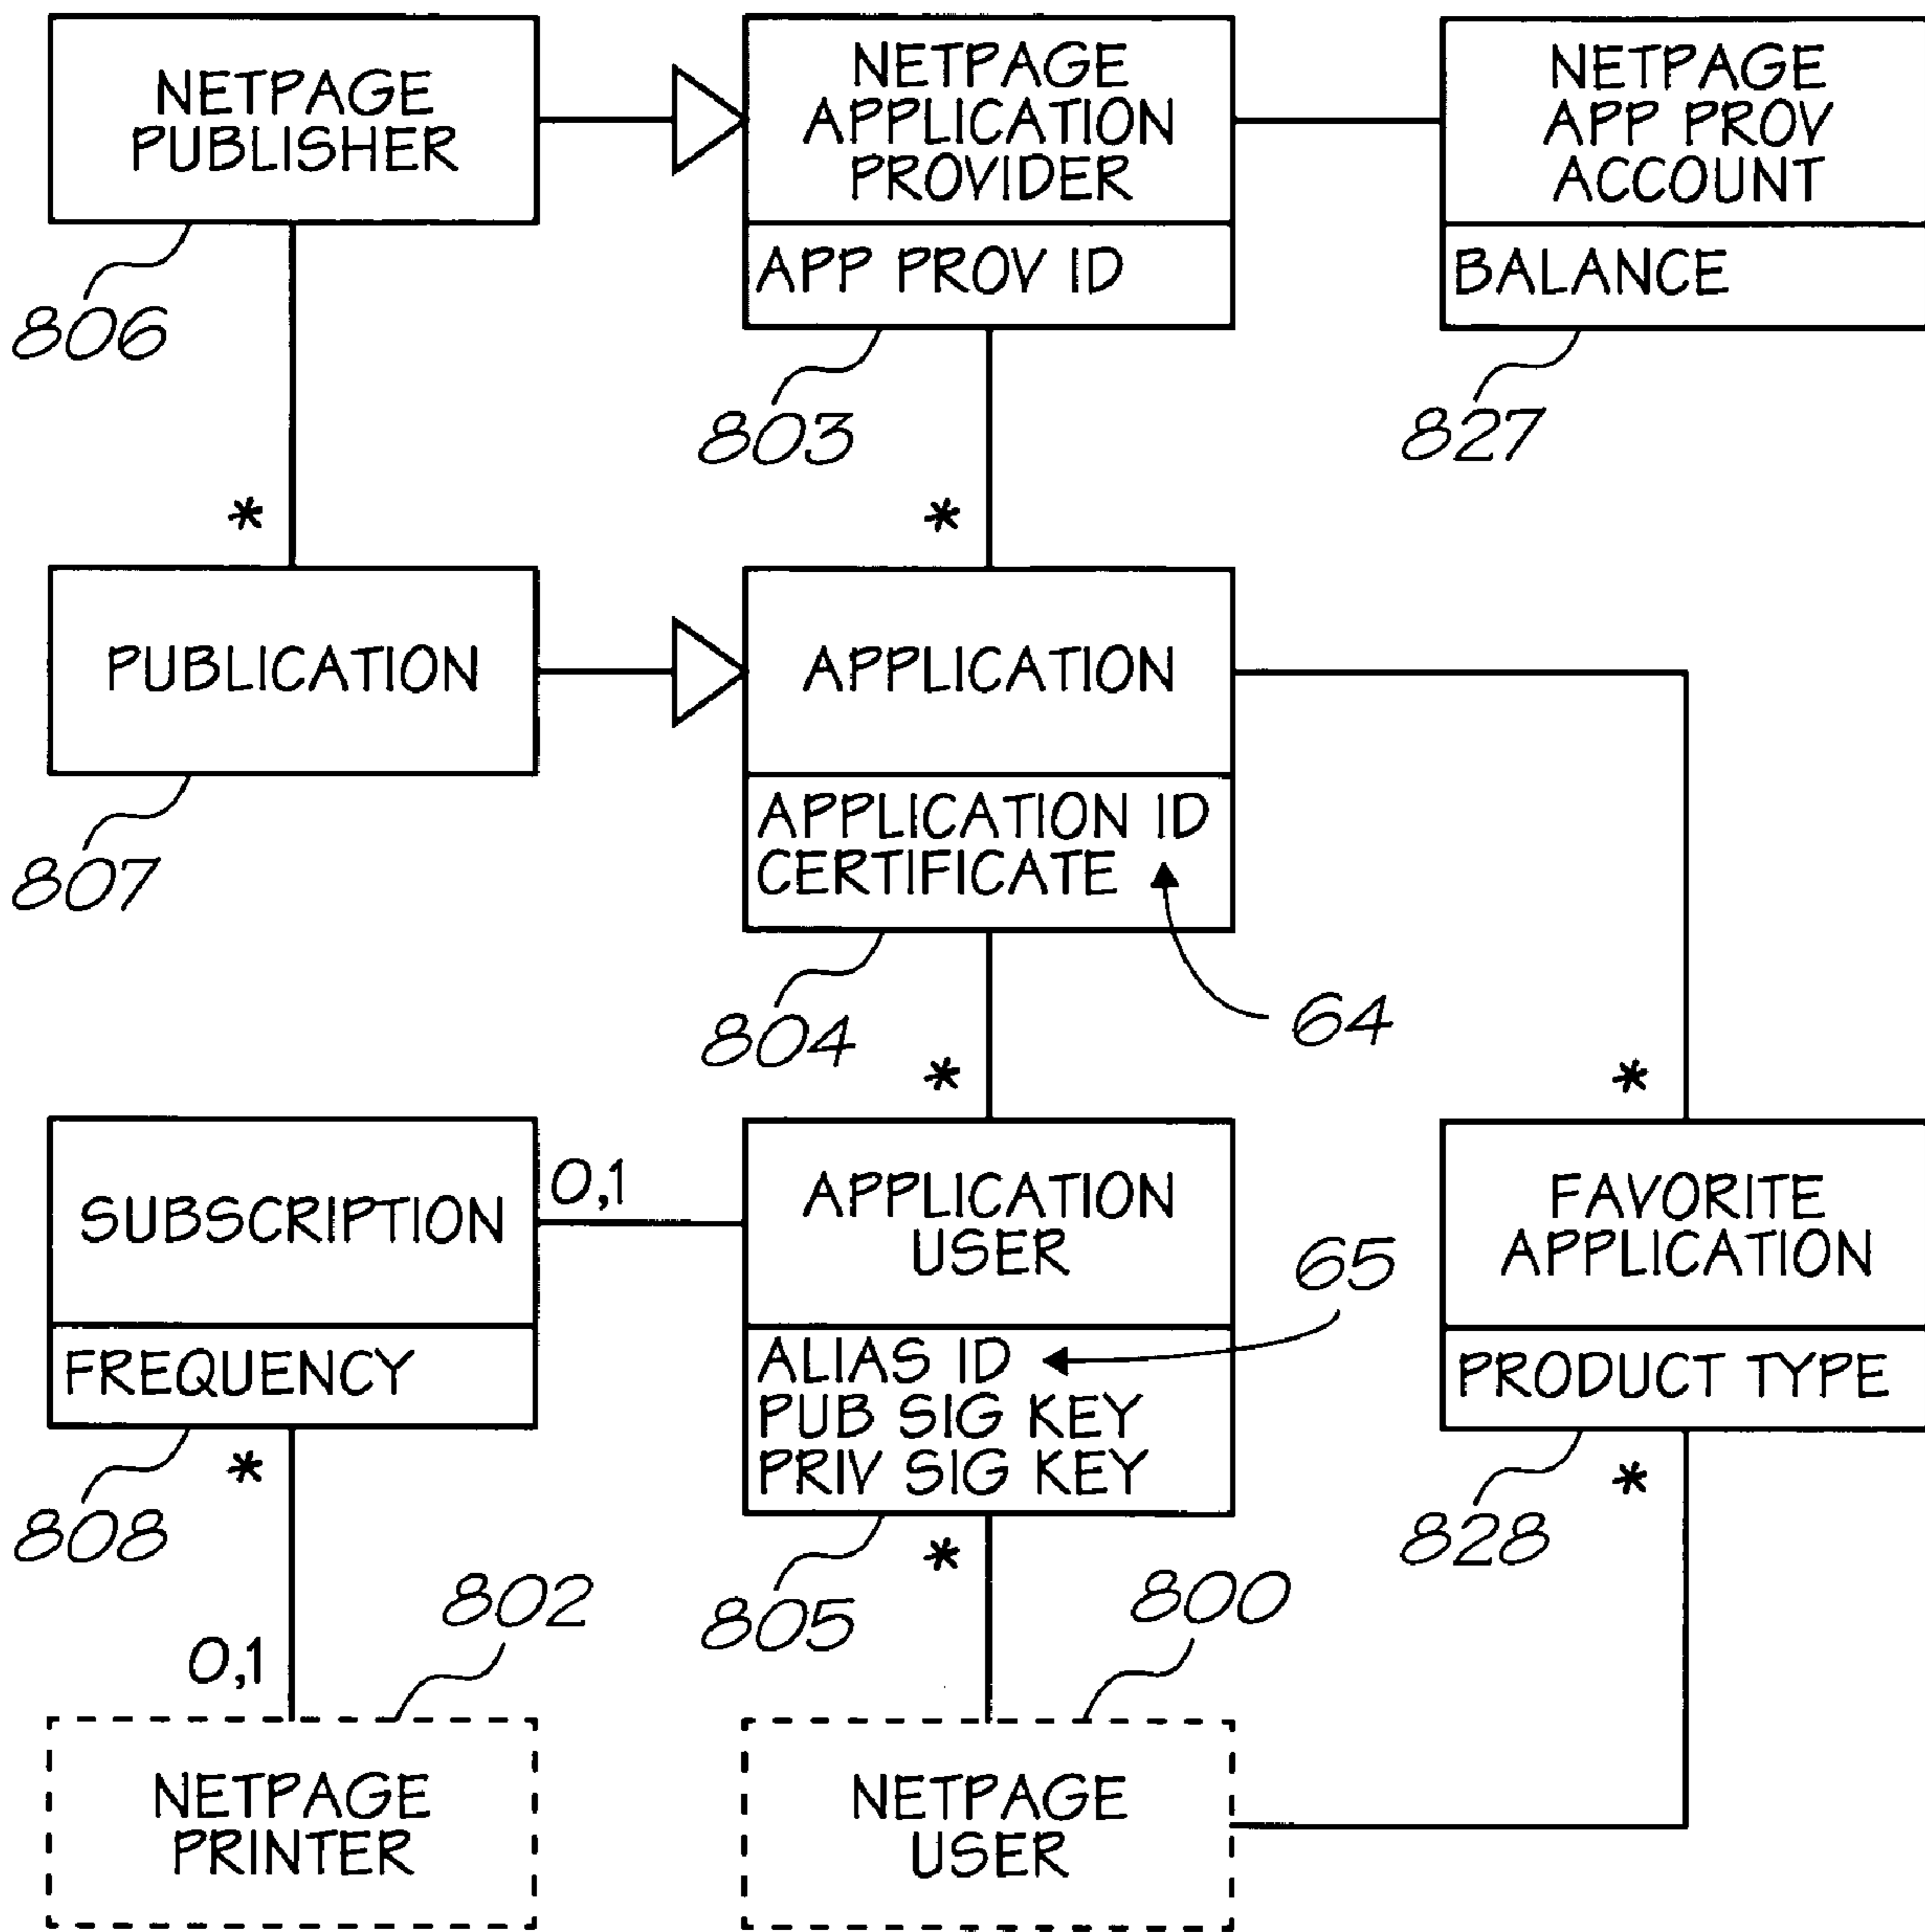 NETPAGE
PUBLISHER
806
NETPAGE
APPLICATION
PROVIDER
APP PROV ID
803
NETPAGE
APP PROV
ACCOUNT
BALANCE
827
*
*
PUBLICATION
807
APPLICATION
APPLICATION ID
CERTIFICATE
804
64
*
*
SUBSCRIPTION
FREQUENCY
808
0,1
APPLICATION
USER
ALIAS ID
PUB SIG KEY
PRIV SIG KEY
805
65
FAVORITE
APPLICATION
PRODUCT TYPE
828
*
*
*
0,1
802
800
NETPAGE
PRINTER
NETPAGE
USER